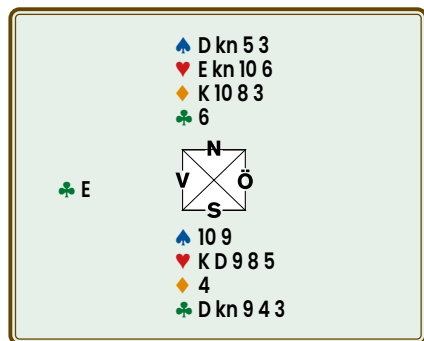 ♠ D kn 5 3
♥ E kn 10 6
♦ K 10 8 3
♣ 6
N
♣ E
V Ö
S
♠ 10 9
♥ K D 9 8 5
♦ 4
♣ D kn 9 4 3